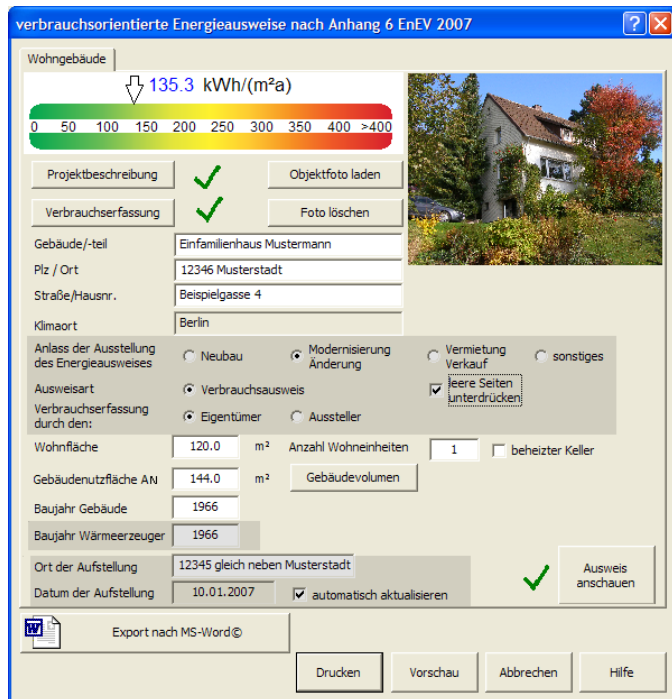 verbrauchsorientierte Energieausweise nach Anhang 6 EnEV 2007
Wohngebäude
135.3 kWh/(m²a)
0 50 100 150 200 250 300 350 400 >400
Projektbeschreibung Objektfoto laden
Verbrauchserfassung Foto löschen
Gebäude/-teil Einfamilienhaus Mustermann
Plz / Ort 12346 Musterstadt
Straße/Hausnr. Beispielgasse 4
Klimaort Berlin
Anlass der Ausstellung
des Energieausweises
Neubau
Modernisierung
Änderung
Vermietung
Verkauf
sonstiges
Ausweisart Verbrauchsausweis
leere Seiten
unterdrücken
Verbrauchserfassung
durch den:
Eigentümer Aussteller
Wohnfläche 120.0 m² Anzahl Wohneinheiten 1 beheizter Keller
Gebäudenutzfläche AN 144.0 m² Gebäudevolumen
Baujahr Gebäude 1966
Baujahr Wärmeerzeuger 1966
Ort der Aufstellung 12345 gleich neben Musterstadt
Datum der Aufstellung 10.01.2007 automatisch aktualisieren
Ausweis
anschauen
W Export nach MS-Word©
Drucken Vorschau Abbrechen Hilfe